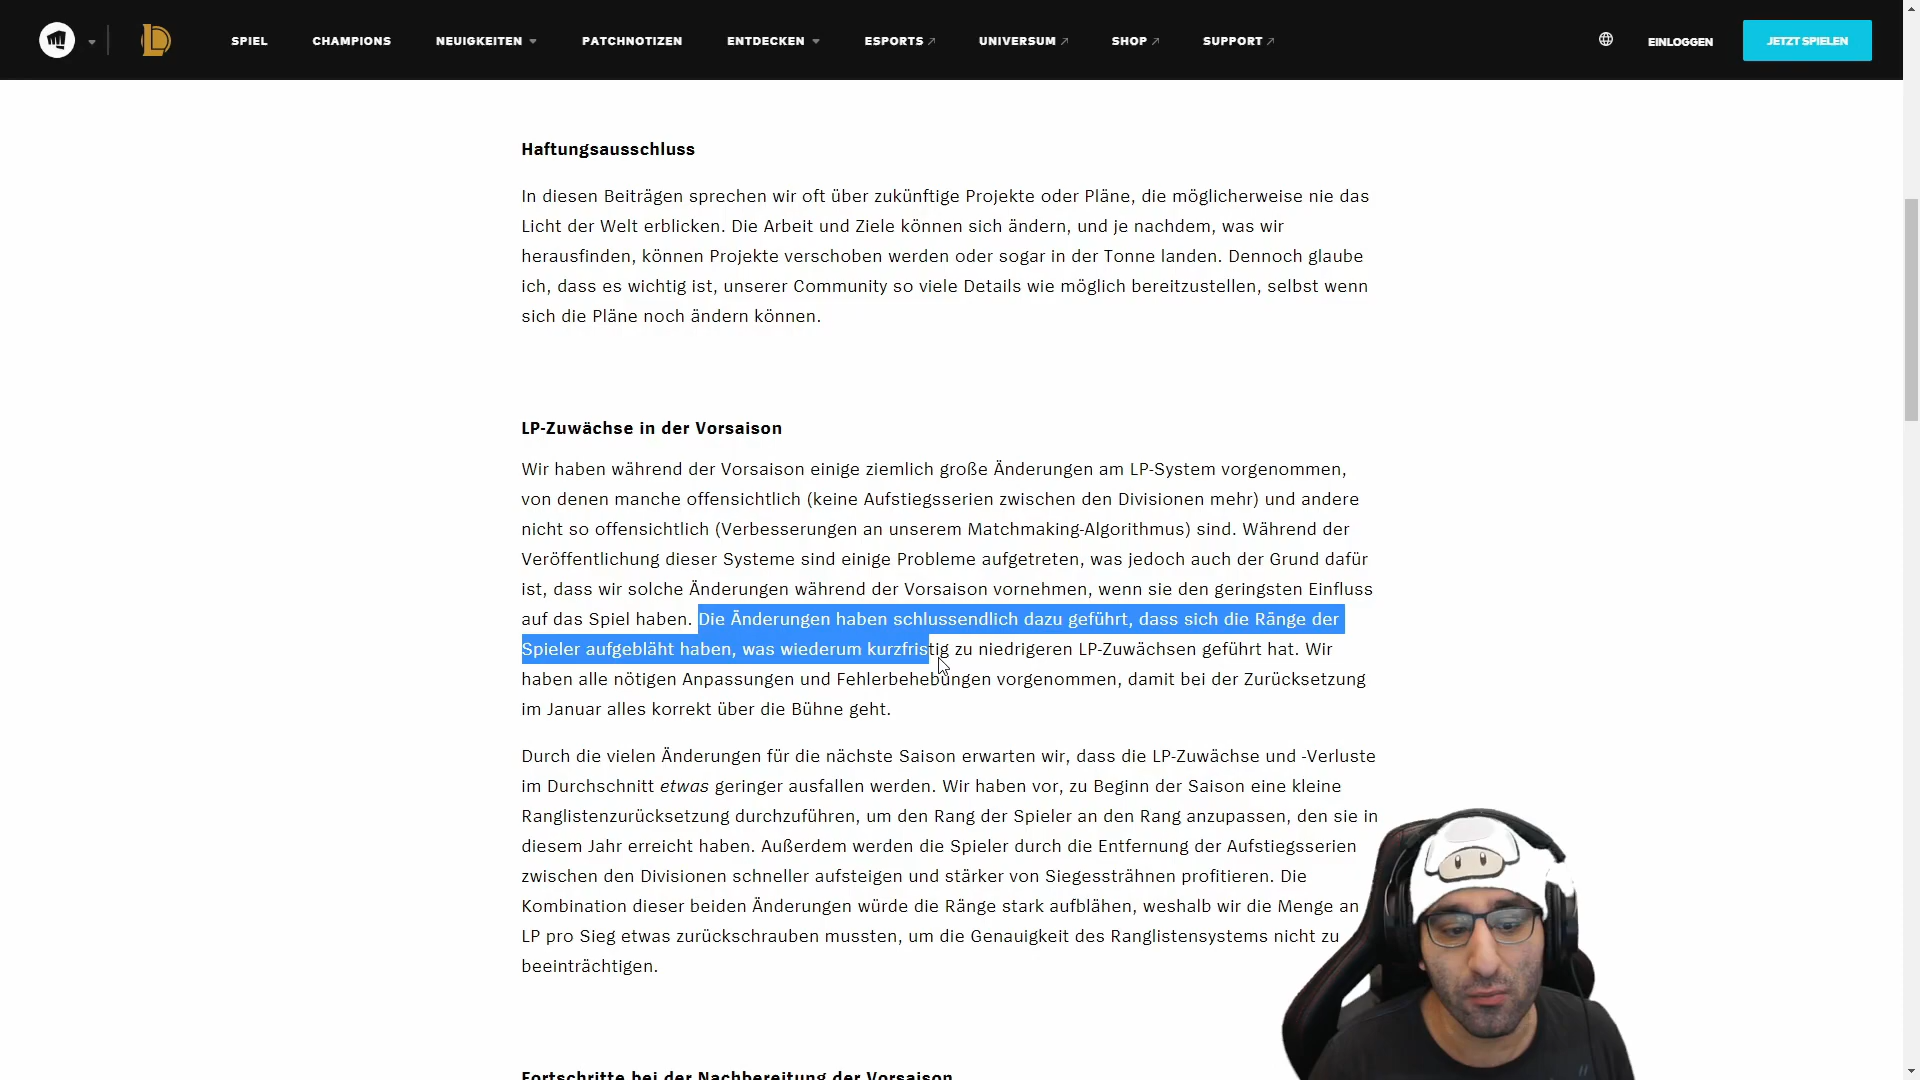 SPIEL CHAMPIONS NEUIGKEITEN PATCHNOTIZEN ENTDECKEN ESPORTS UNIVERSUM SHOP SUPPORT EINLOGGEN JETZT SPIELEN
Haftungsausschluss
In diesen Beiträgen sprechen wir oft über zukünftige Projekte oder Pläne, die möglicherweise nie das
Licht der Welt erblicken. Die Arbeit und Ziele können sich ändern, und je nachdem, was wir
herausfinden, können Projekte verschoben werden oder sogar in der Tonne landen. Dennoch glaube
ich, dass es wichtig ist, unserer Community so viele Details wie möglich bereitzustellen, selbst wenn
sich die Pläne noch ändern können.
LP-Zuwächse in der Vorsaison
Wir haben während der Vorsaison einige ziemlich große Änderungen am LP-System vorgenommen,
von denen manche offensichtlich (keine Aufstiegsserien zwischen den Divisionen mehr) und andere
nicht so offensichtlich (Verbesserungen an unserem Matchmaking-Algorithmus) sind. Während der
Veröffentlichung dieser Systeme sind einige Probleme aufgetreten, was jedoch auch der Grund dafür
ist, dass wir solche Änderungen während der Vorsaison vornehmen, wenn sie den geringsten Einfluss
auf das Spiel haben. Die Änderungen haben schlussendlich dazu geführt, dass sich die Ränge der
Spieler aufgebläht haben, was wiederum kurzfristig zu niedrigeren LP-Zuwächsen geführt hat. Wir
haben alle nötigen Anpassungen und Fehlerbehebungen vorgenommen, damit bei der Zurücksetzung
im Januar alles korrekt über die Bühne geht.
Durch die vielen Änderungen für die nächste Saison erwarten wir, dass die LP-Zuwächse und -Verluste
im Durchschnitt etwas geringer ausfallen werden. Wir haben vor, zu Beginn der Saison eine kleine
Ranglistenzurücksetzung durchzuführen, um den Rang der Spieler an den Rang anzupassen, den sie in
diesem Jahr erreicht haben. Außerdem werden die Spieler durch die Entfernung der Aufstiegsserien
zwischen den Divisionen schneller aufsteigen und stärker von Siegessträhnen profitieren. Die
Kombination dieser beiden Änderungen würde die Ränge stark aufblähen, weshalb wir die Menge an
LP pro Sieg etwas zurückschrauben mussten, um die Genauigkeit des Ranglistensystems nicht zu
beeinträchtigen.
Fortschritte bei der Nachbereitung der Vorsaison